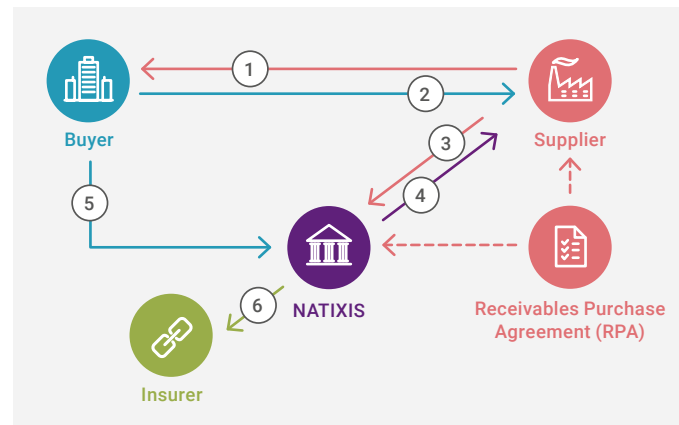 1
2
Buyer
Supplier
3
4
5
NATIXIS
Receivables Purchase
Agreement (RPA)
6
Insurer